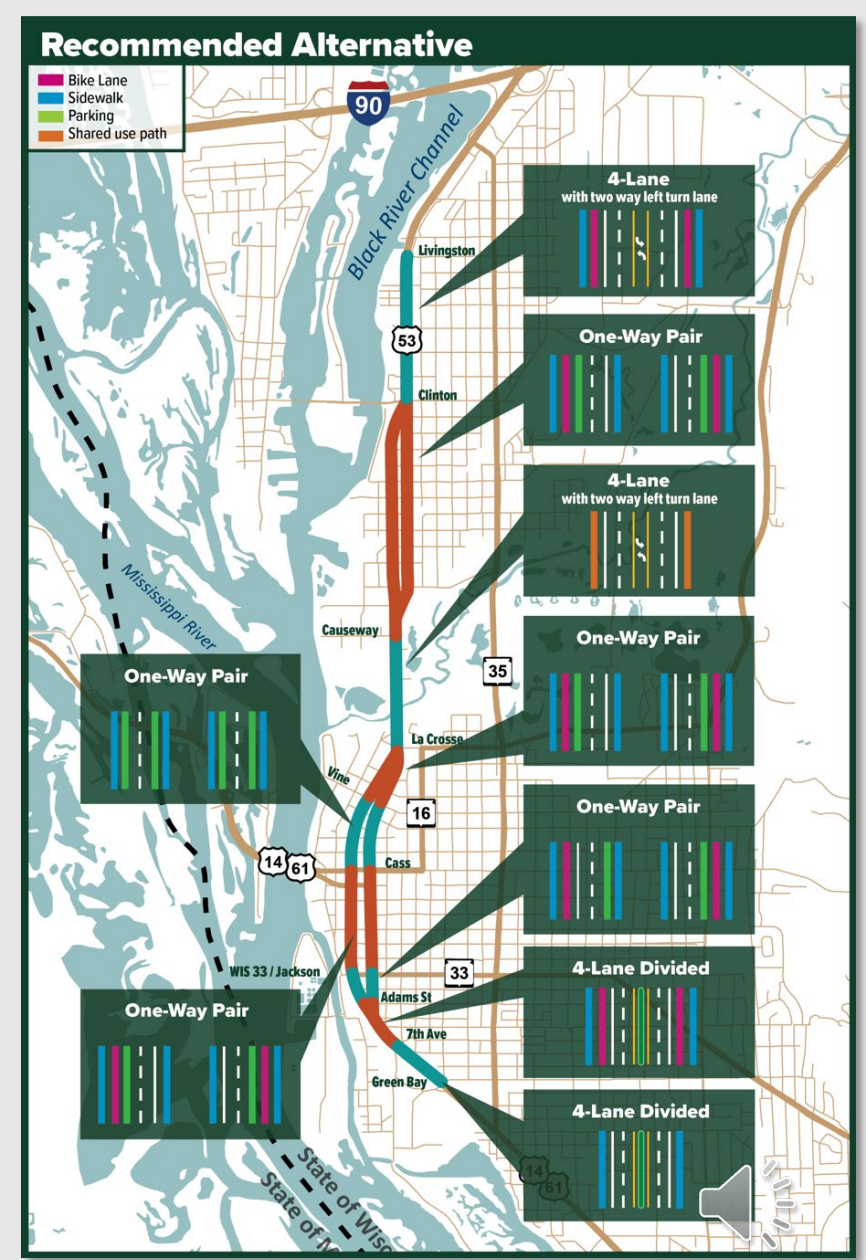 Recommended Alternative
Bike Lane
Sidewalk
Parking
Shared use path
90
Black River Channel
4-Lane
with two way left turn lane
Livingston
53
One-Way Pair
Clinton
4-Lane
with two way left turn lane
Mississippi River
Causeway
One-Way Pair
35
One-Way Pair
La Crosse
Vine
16
One-Way Pair
14
61
Cass
WIS 33 / Jackson
33
4-Lane Divided
Adams St
One-Way Pair
7th Ave
Green Bay
4-Lane Divided
14
61
State of Wisc
State of M